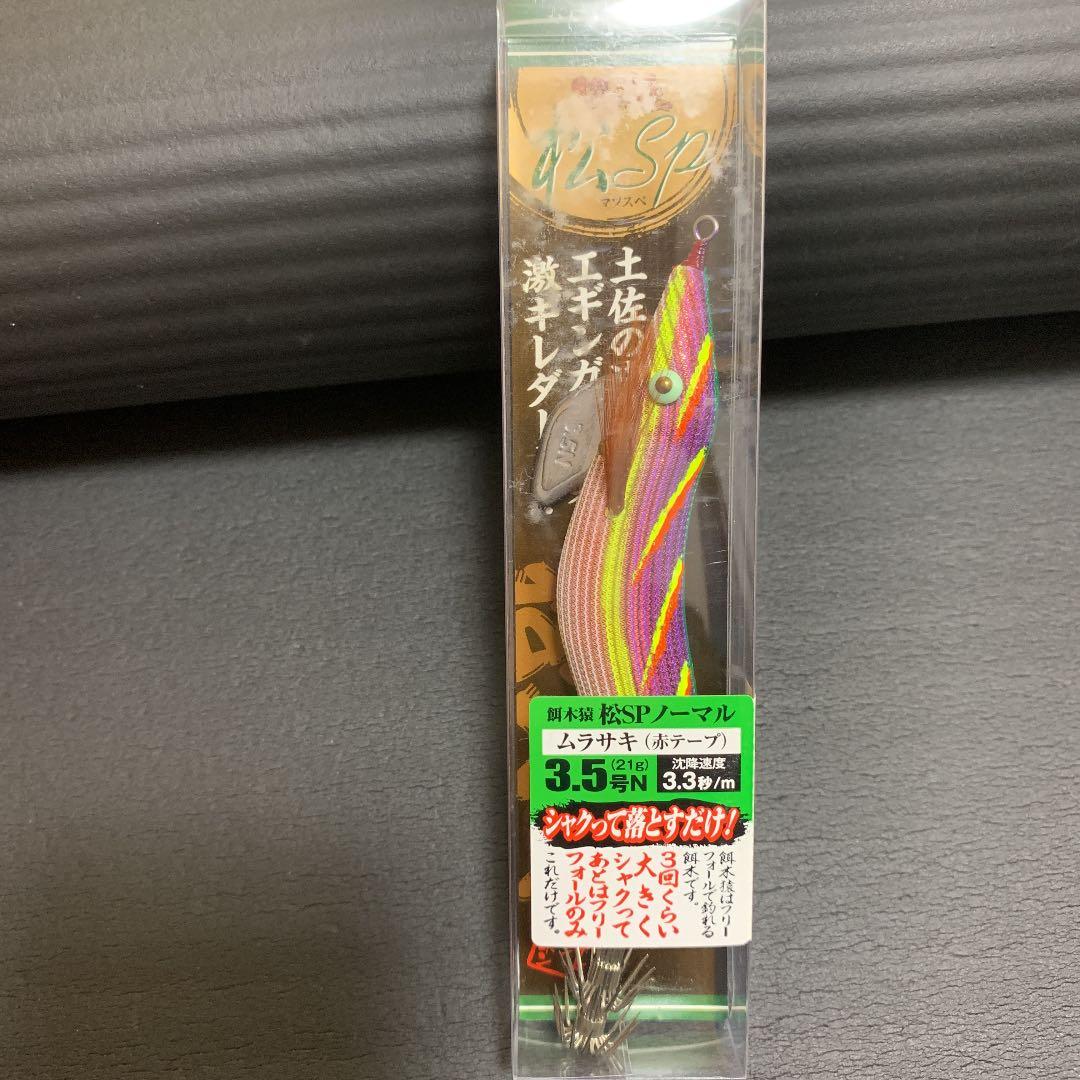 松Sp
マツスペ
土佐の
エギンガ
激キレダー
3.5N
餌木猿 松SPノーマル
ムラサキ(赤テープ)
3.5号N (21g)
沈降速度
3.3秒/m
シャクって落とすだけ!
餌木猿はフリー
フォールで釣れる
餌木です。
3回くらい
大きく
シャクって
あとはフリー
フォールのみ
これだけです。